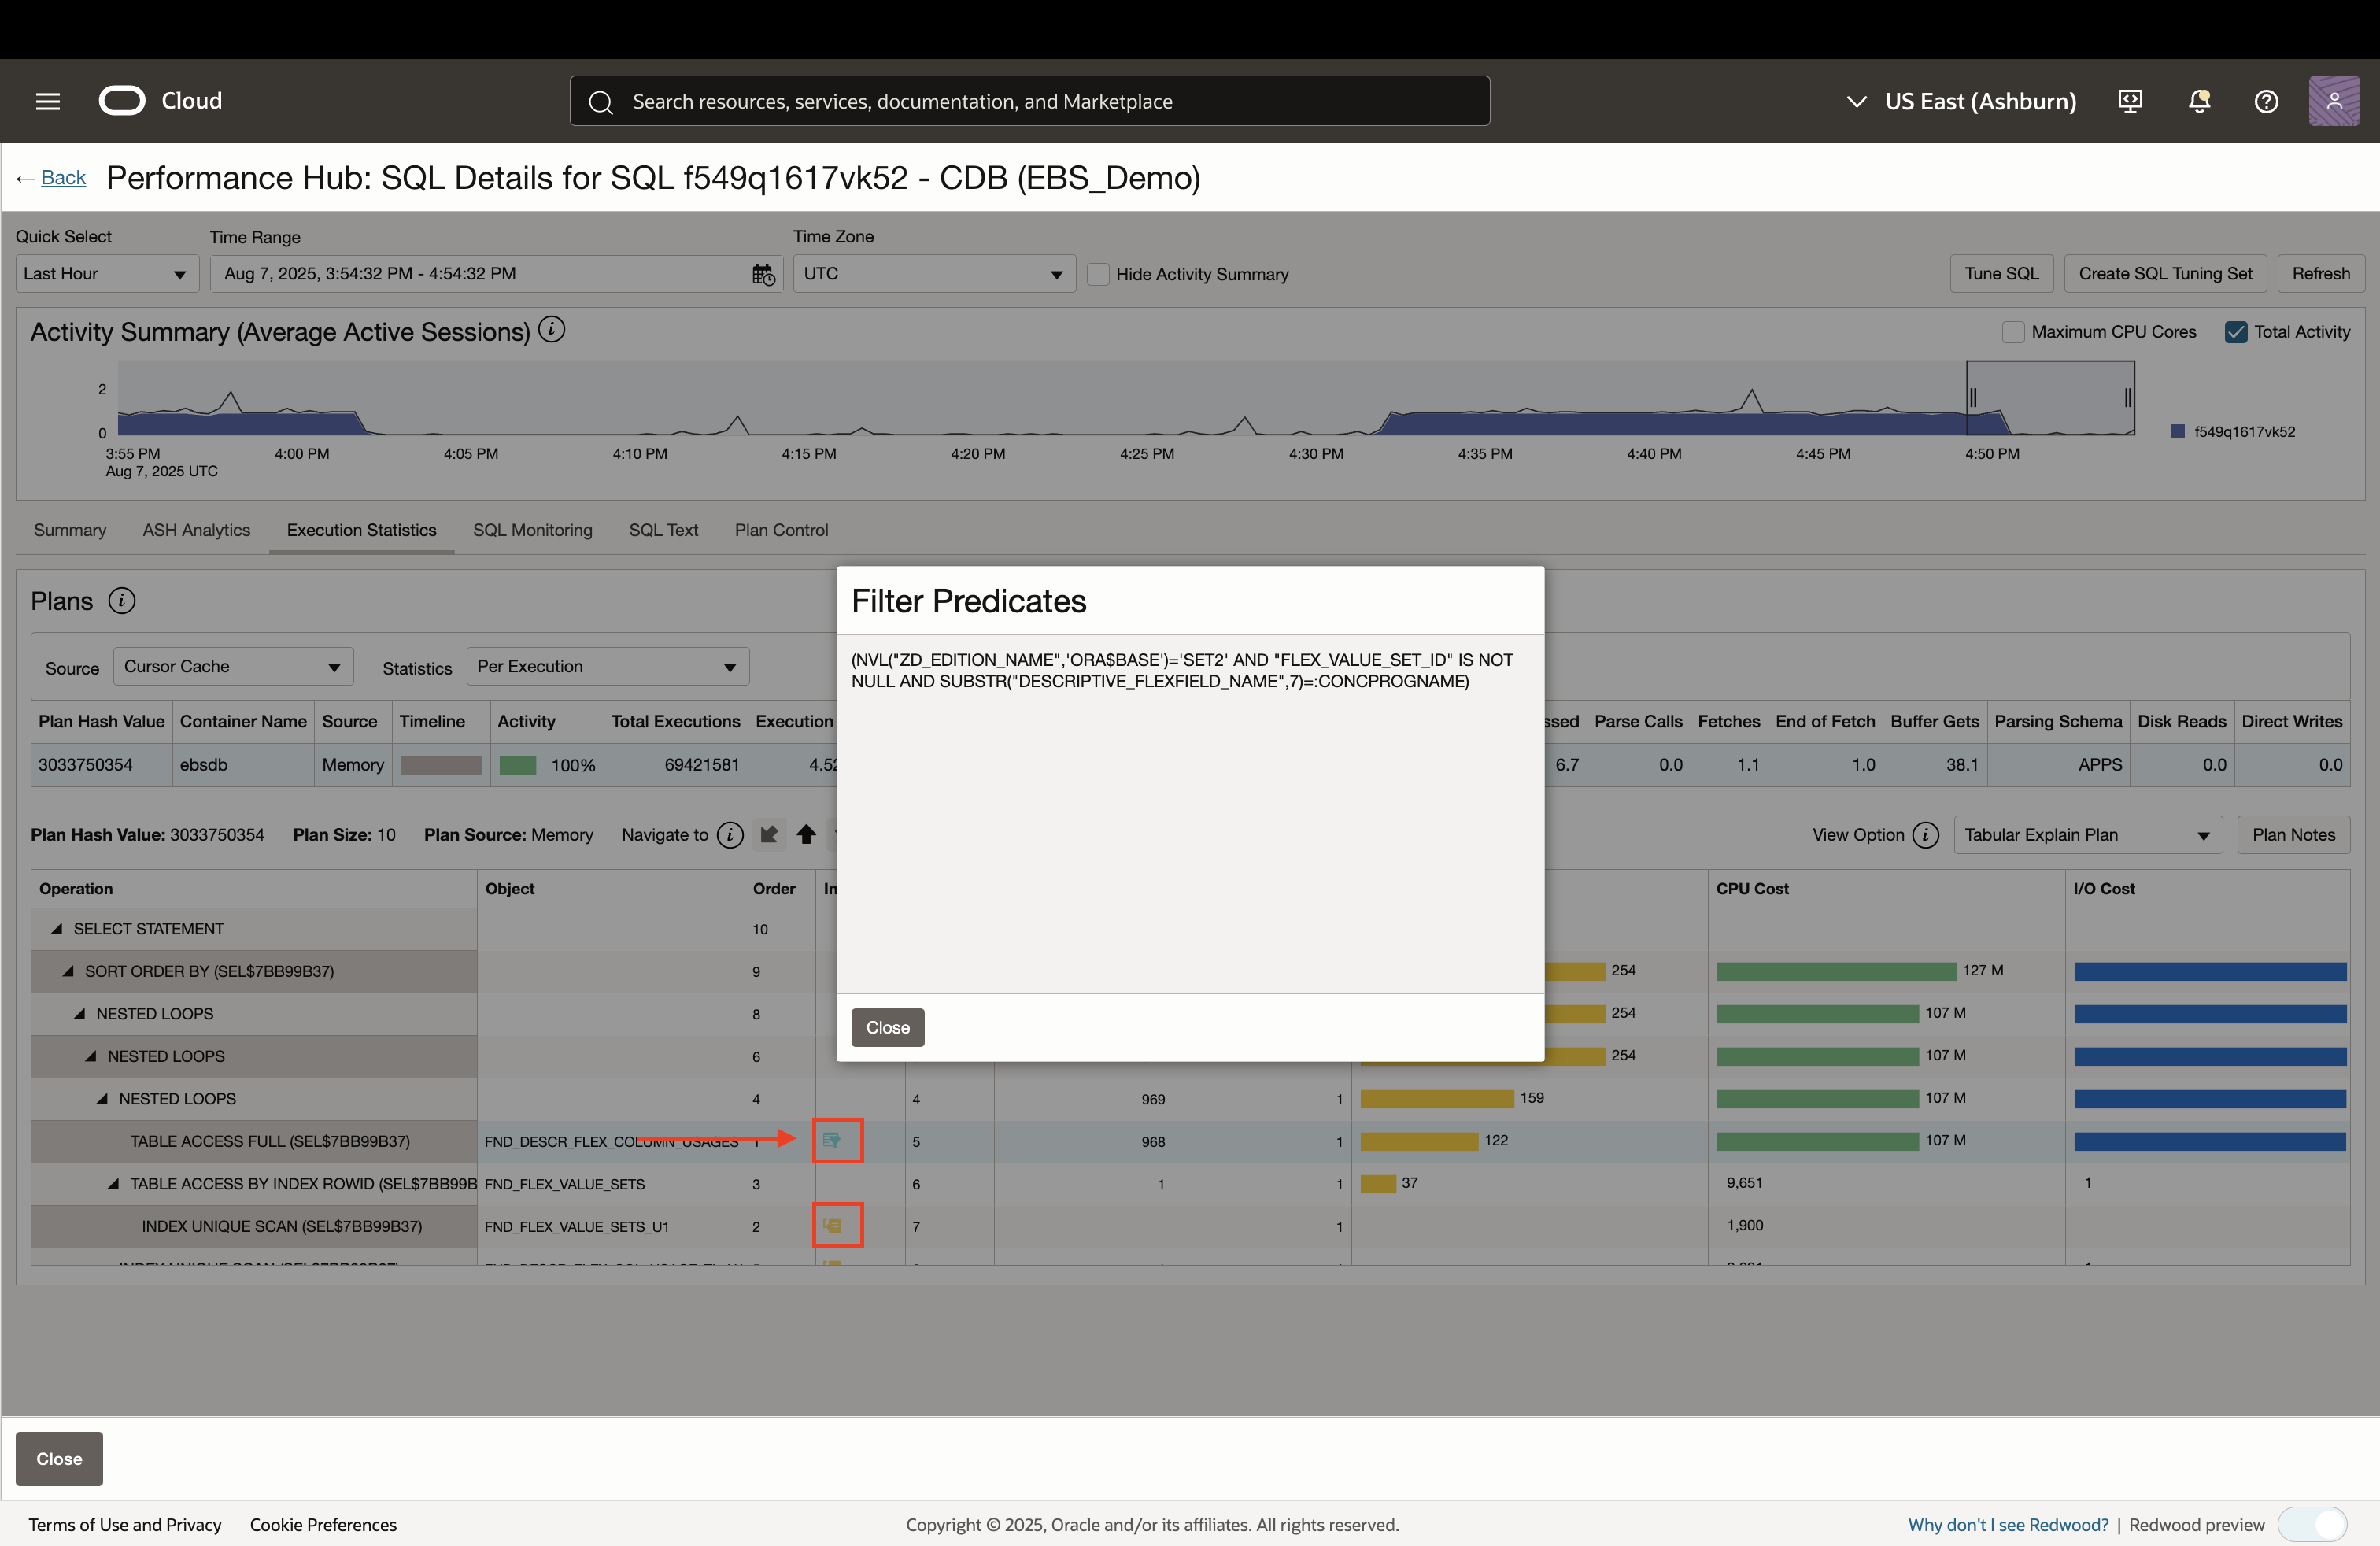 Cloud
Search resources, services, documentation, and Marketplace
US East (Ashburn)
← Back
Performance Hub: SQL Details for SQL f549q1617vk52 - CDB (EBS_Demo)
Quick Select
Time Range
Time Zone
Last Hour
Aug 7, 2025, 3:54:32 PM - 4:54:32 PM
UTC
Hide Activity Summary
Tune SQL
Create SQL Tuning Set
Refresh
Activity Summary (Average Active Sessions)
Maximum CPU Cores
Total Activity
2
0
3:55 PM
4:00 PM
4:05 PM
4:10 PM
4:15 PM
4:20 PM
4:25 PM
4:30 PM
4:35 PM
4:40 PM
4:45 PM
4:50 PM
Aug 7, 2025 UTC
f549q1617vk52
Summary
ASH Analytics
Execution Statistics
SQL Monitoring
SQL Text
Plan Control
Plans
Source
Cursor Cache
Statistics
Per Execution
Filter Predicates
(NVL("ZD_EDITION_NAME",'ORA$BASE')='SET2' AND "FLEX_VALUE_SET_ID" IS NOT
NULL AND SUBSTR("DESCRIPTIVE_FLEXFIELD_NAME",7)=:CONCPROGNAME)
Close
Plan Hash Value
Container Name
Source
Timeline
Activity
Total Executions
Execution
ssed
Parse Calls
Fetches
End of Fetch
Buffer Gets
Parsing Schema
Disk Reads
Direct Writes
3033750354
ebsdb
Memory
100%
69421581
4.52
6.7
0.0
1.1
1.0
38.1
APPS
0.0
0.0
Plan Hash Value: 3033750354
Plan Size: 10
Plan Source: Memory
Navigate to
View Option
Tabular Explain Plan
Plan Notes
Operation
Object
Order
In
CPU Cost
I/O Cost
SELECT STATEMENT
10
SORT ORDER BY (SEL$7BB99B37)
9
254
127 M
NESTED LOOPS
8
254
107 M
NESTED LOOPS
6
254
107 M
NESTED LOOPS
4
4
969
1
159
107 M
TABLE ACCESS FULL (SEL$7BB99B37)
FND_DESCR_FLEX_COLUMN_USAGES
1
5
968
1
122
107 M
TABLE ACCESS BY INDEX ROWID (SEL$7BB99B
FND_FLEX_VALUE_SETS
3
6
1
1
37
9,651
1
INDEX UNIQUE SCAN (SEL$7BB99B37)
FND_FLEX_VALUE_SETS_U1
2
7
1
1,900
Close
Terms of Use and Privacy
Cookie Preferences
Copyright © 2025, Oracle and/or its affiliates. All rights reserved.
Why don't I see Redwood?
|
Redwood preview